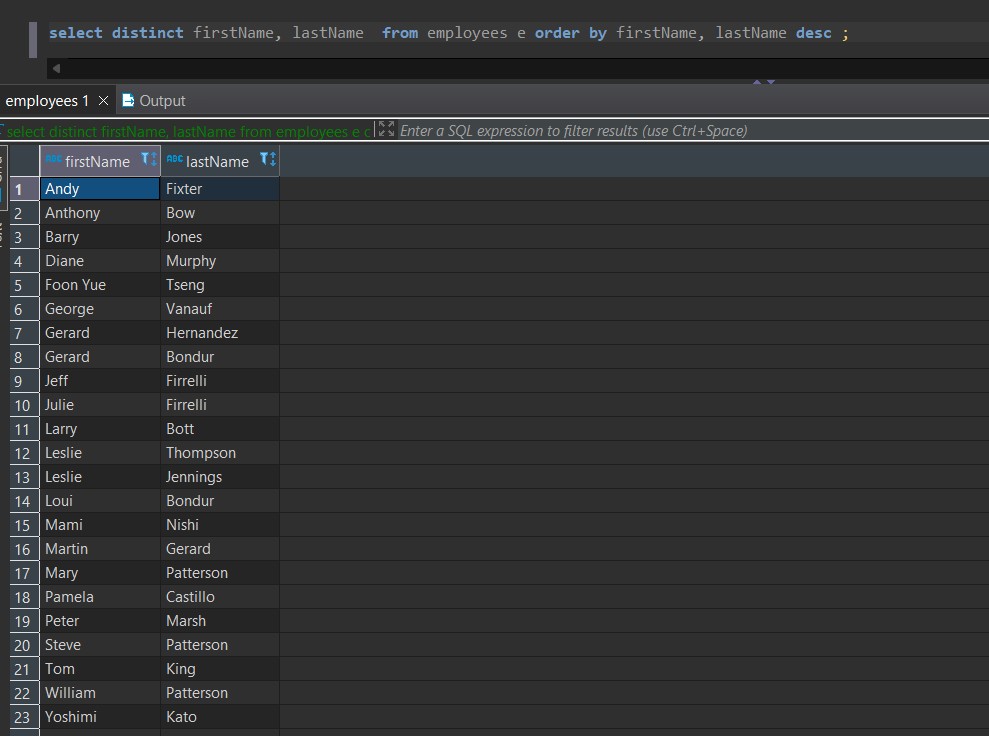 select distinct firstName, lastName  from employees e order by firstName, lastName desc ;
employees 1
Output
select distinct firstName, lastName from employees e c
Enter a SQL expression to filter results (use Ctrl+Space)
ABC firstName ABC lastName
1 Andy Fixter
2 Anthony Bow
3 Barry Jones
4 Diane Murphy
5 Foon Yue Tseng
6 George Vanauf
7 Gerard Hernandez
8 Gerard Bondur
9 Jeff Firrelli
10 Julie Firrelli
11 Larry Bott
12 Leslie Thompson
13 Leslie Jennings
14 Loui Bondur
15 Mami Nishi
16 Martin Gerard
17 Mary Patterson
18 Pamela Castillo
19 Peter Marsh
20 Steve Patterson
21 Tom King
22 William Patterson
23 Yoshimi Kato